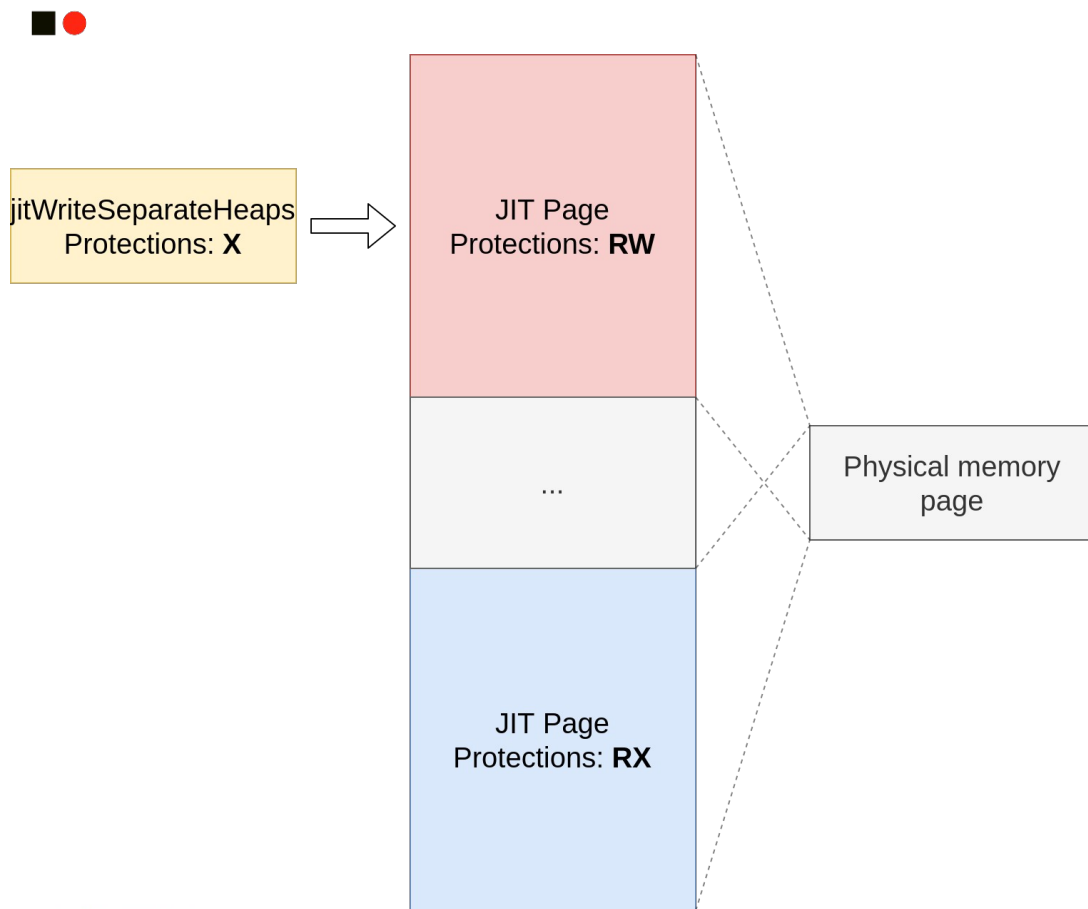 jitWriteSeparateHeaps
Protections: X
JIT Page
Protections: RW
...
Physical memory
page
JIT Page
Protections: RX